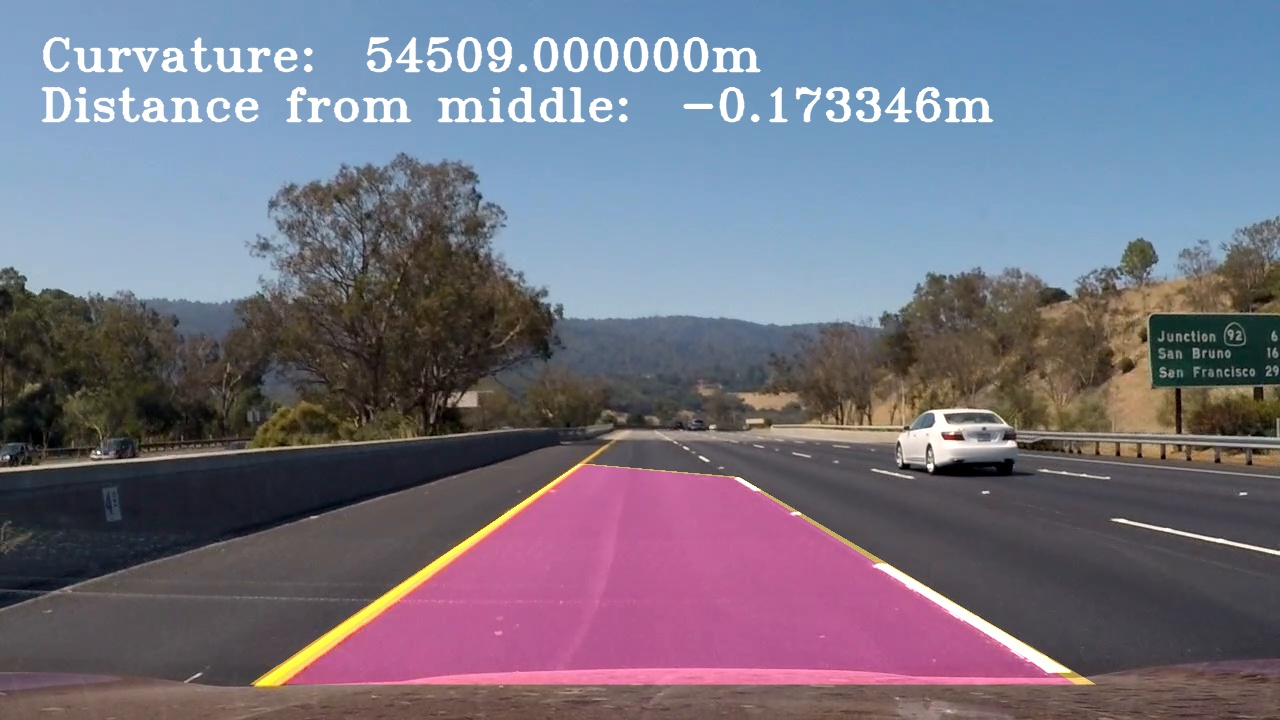 Curvature: 54509.000000m
Distance from middle: -0.173346m
Junction 92 6
San Bruno 16
San Francisco 29